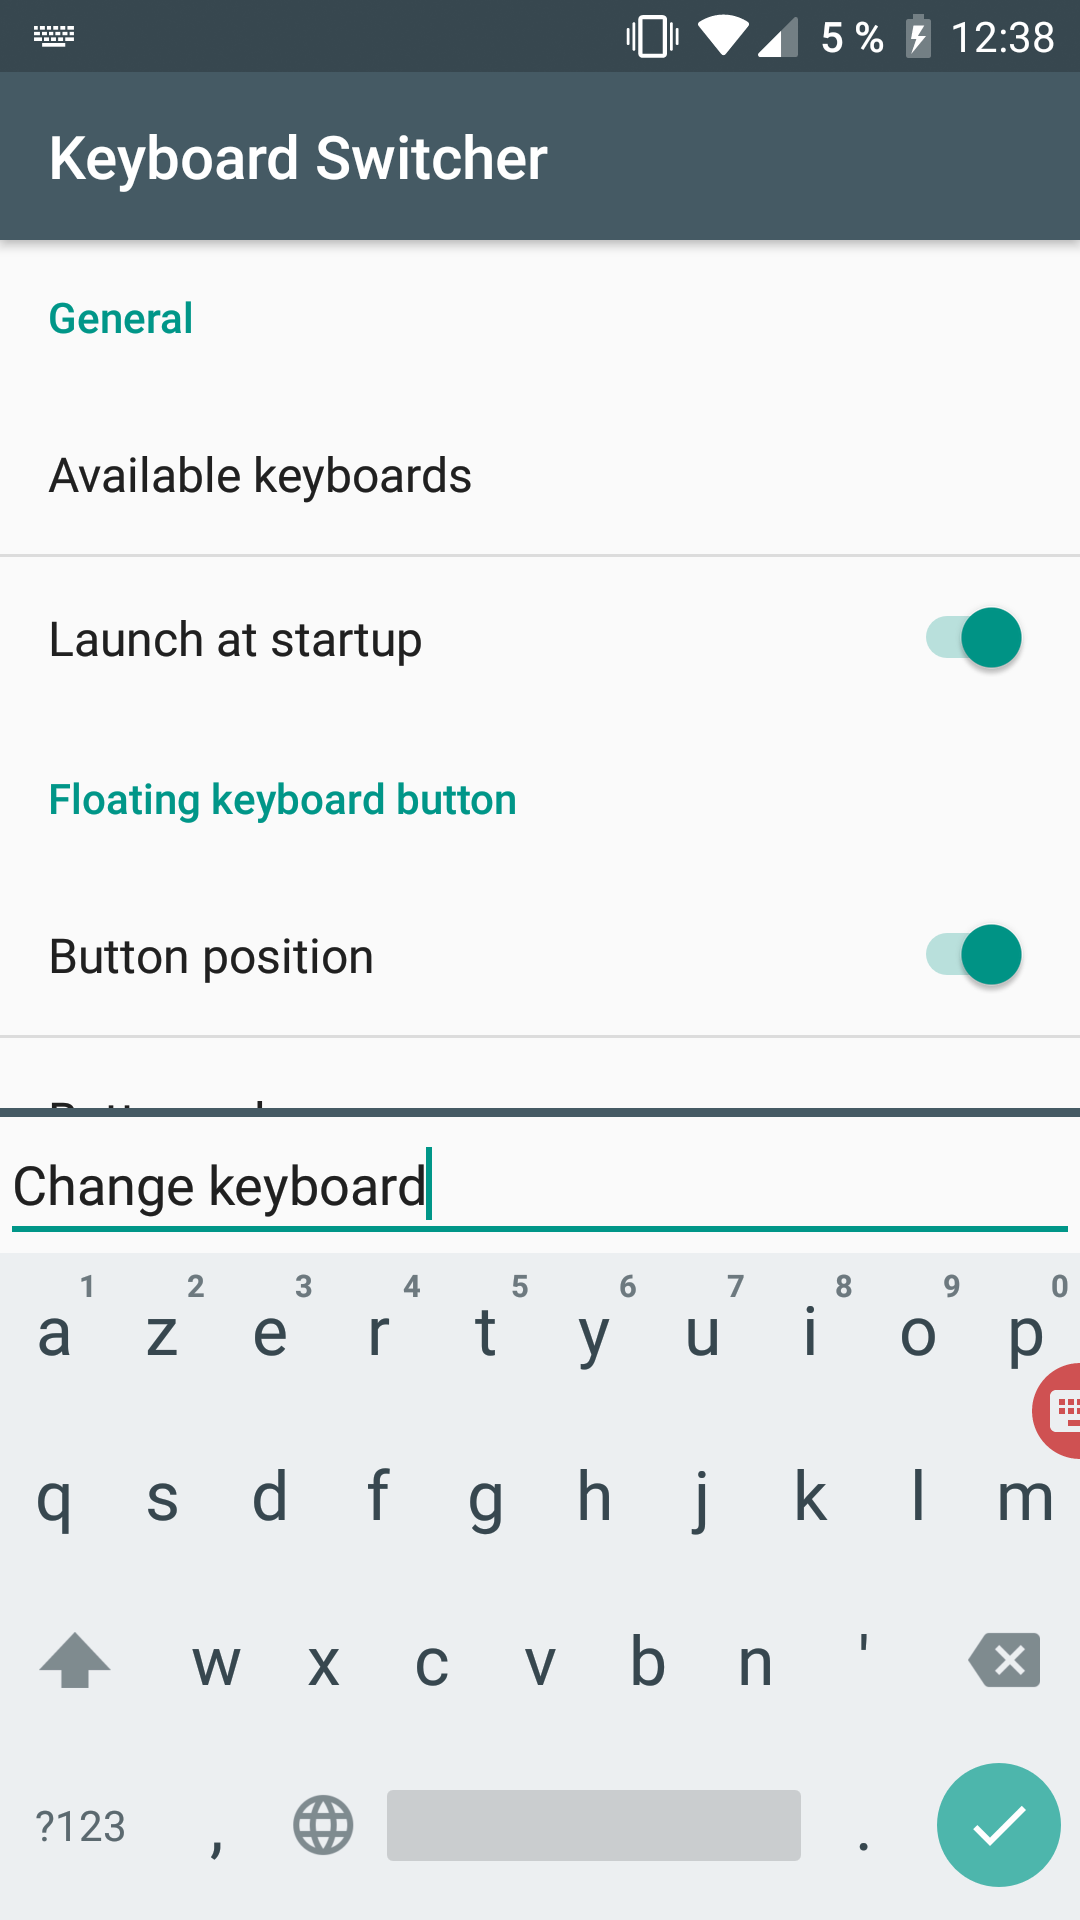 5 % 12:38
Keyboard Switcher
General
Available keyboards
Launch at startup
Floating keyboard button
Button position
Change keyboard
1 2 3 4 5 6 7 8 9 0
a z e r t y u i o p
q s d f g h j k l m
w x c v b n '
?123 , .